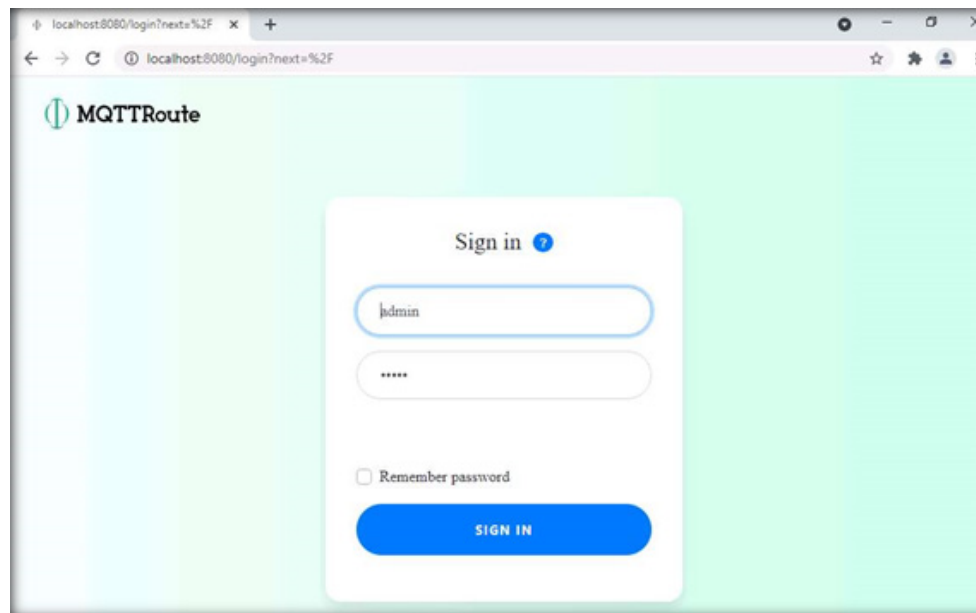 localhost:8080/login?next=%2F
localhost:8080/login?next=%2F
MQTTRoute
Sign in ?
admin
•••••
Remember password
SIGN IN